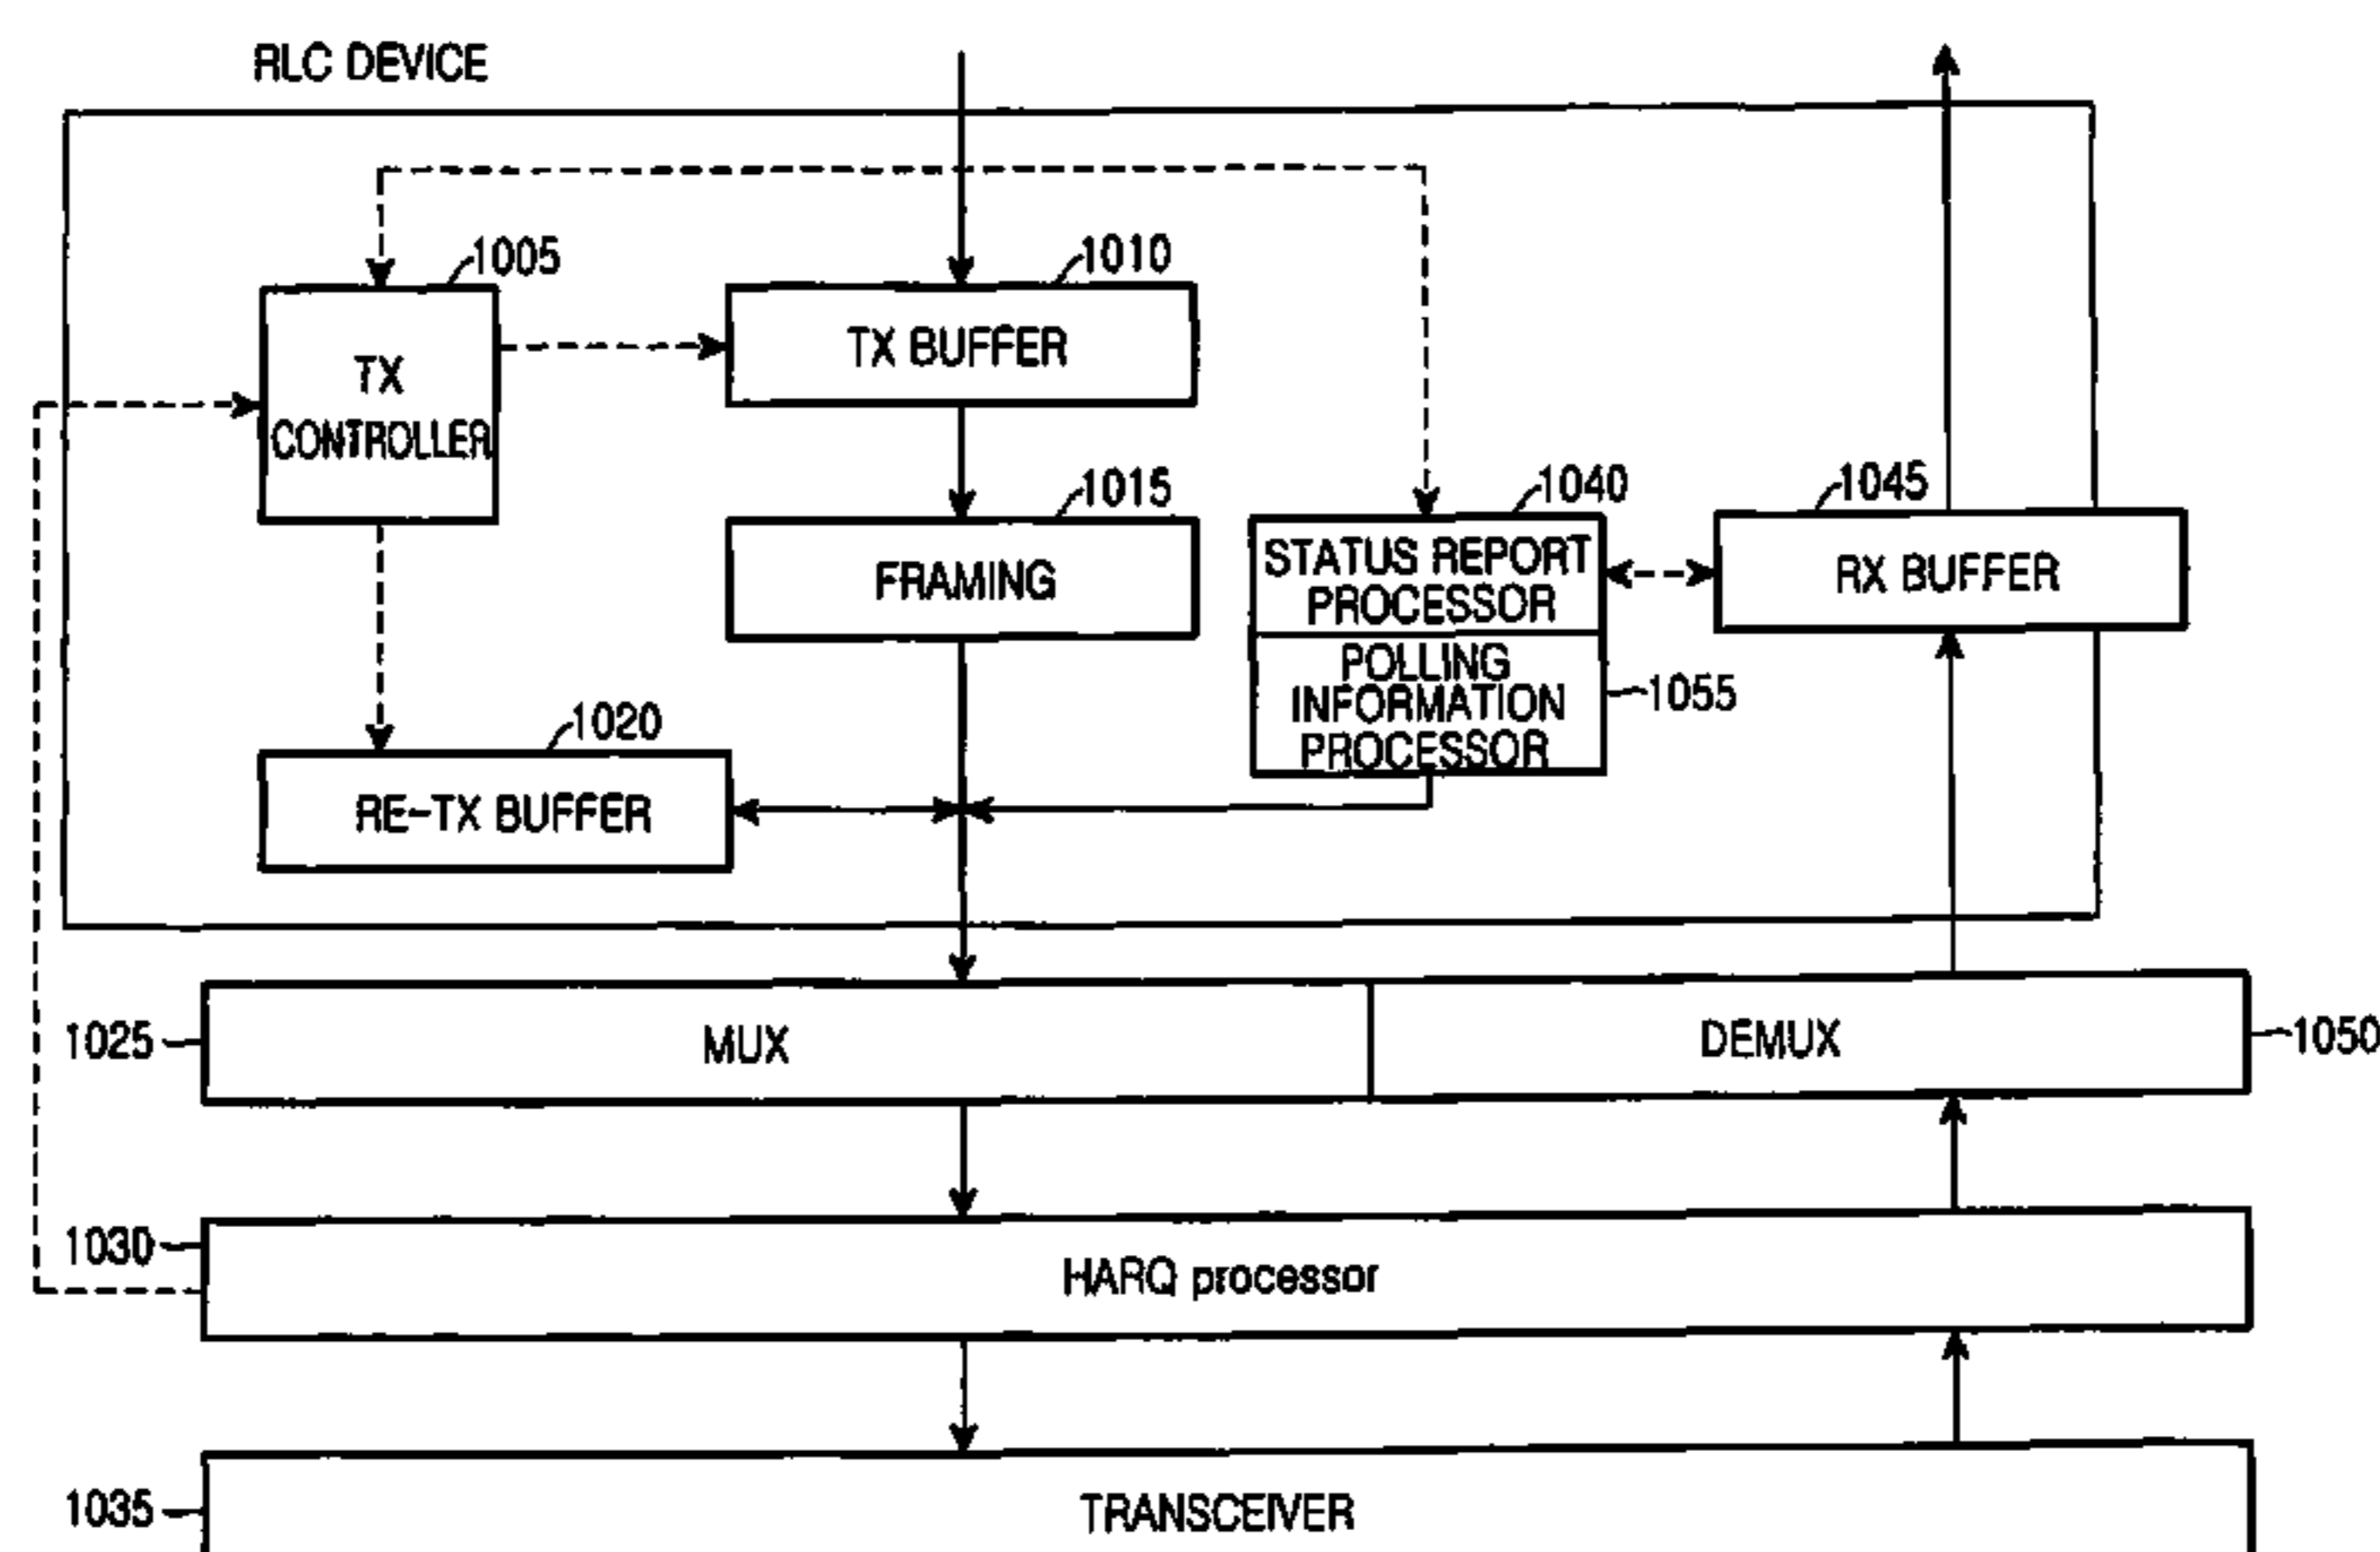 RLC DEVICE
1005
1010
TX
CONTROLLER
TX BUFFER
1015
FRAMING
1040
STATUS REPORT
PROCESSOR
1045
RX BUFFER
POLLING
INFORMATION
PROCESSOR
1055
1020
RE-TX BUFFER
1025
MUX
DEMUX
1050
1030
HARQ processor
1035
TRANSCEIVER